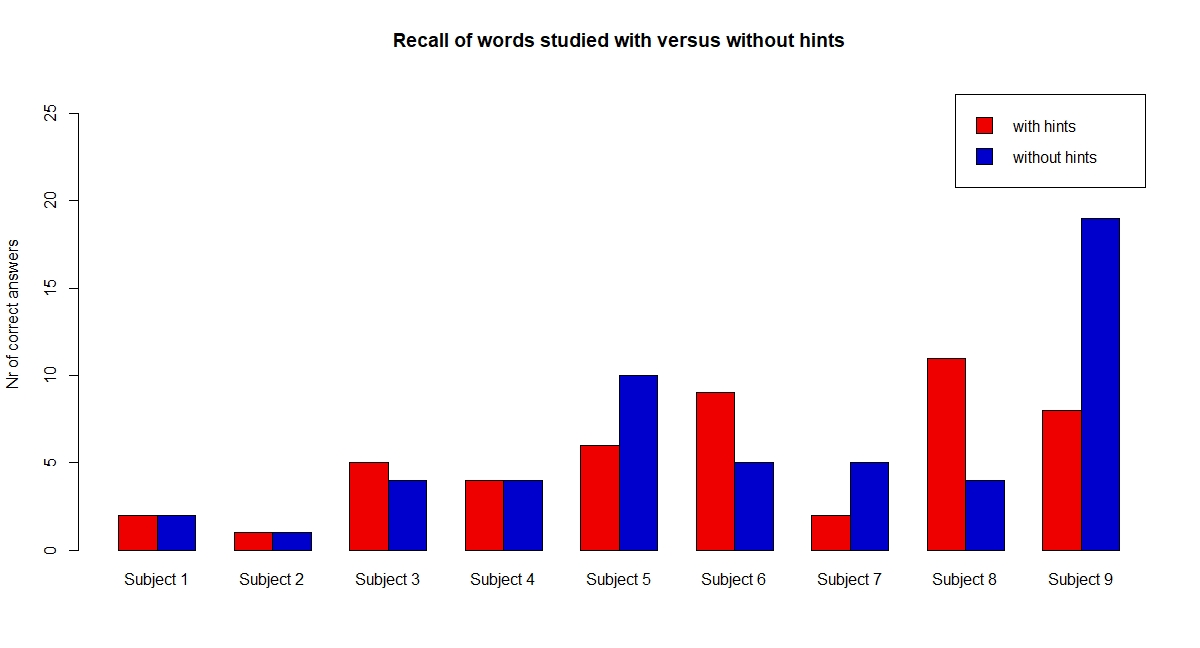 Recall of words studied with versus without hints
with hints
without hints
Nr of correct answers
25
20
15
10
5
0
Subject 1 Subject 2 Subject 3 Subject 4 Subject 5 Subject 6 Subject 7 Subject 8 Subject 9